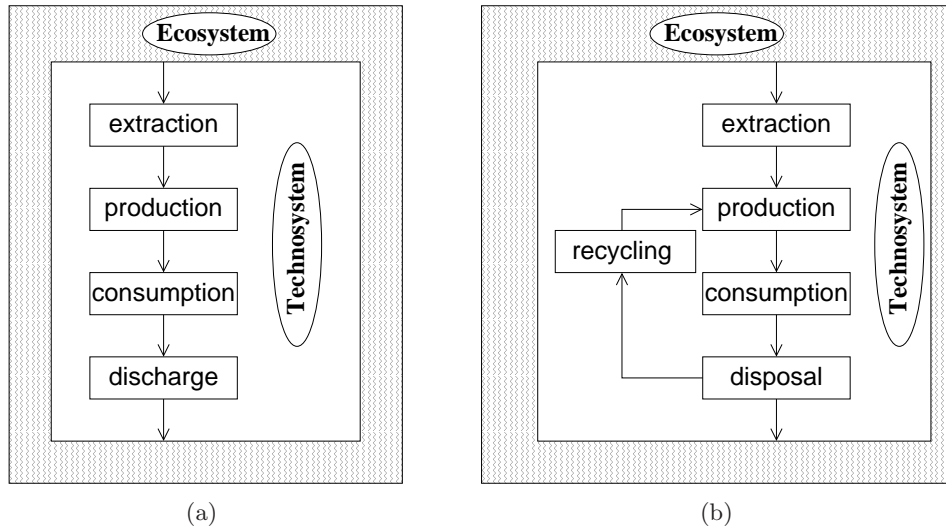 Ecosystem
extraction
production
consumption
discharge
Technosystem
(a)
Ecosystem
extraction
production
recycling
consumption
disposal
Technosystem
(b)